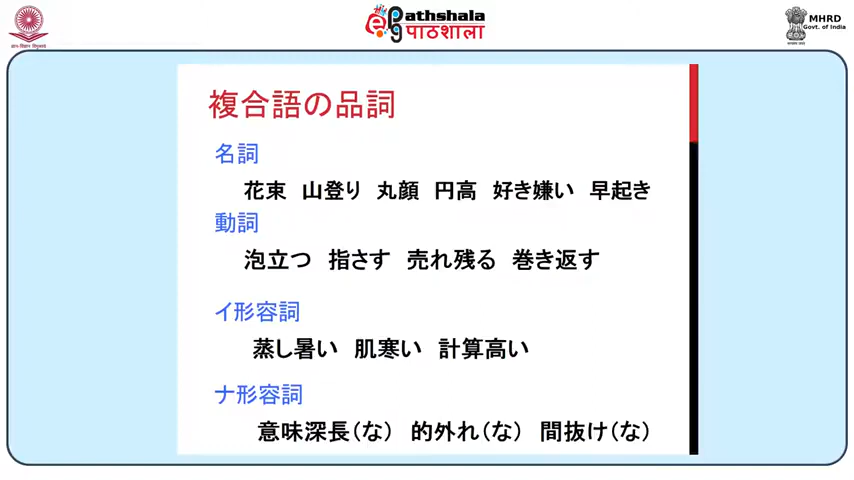 ePathshala
पाठशाला
MHRD
Govt. of India
複合語の品詞
名詞
花束 山登り 丸顔 円高 好き嫌い 早起き
動詞
泡立つ 指さす 売れ残る 巻き返す
イ形容詞
蒸し暑い 肌寒い 計算高い
ナ形容詞
意味深長(な) 的外れ(な) 間抜け(な)